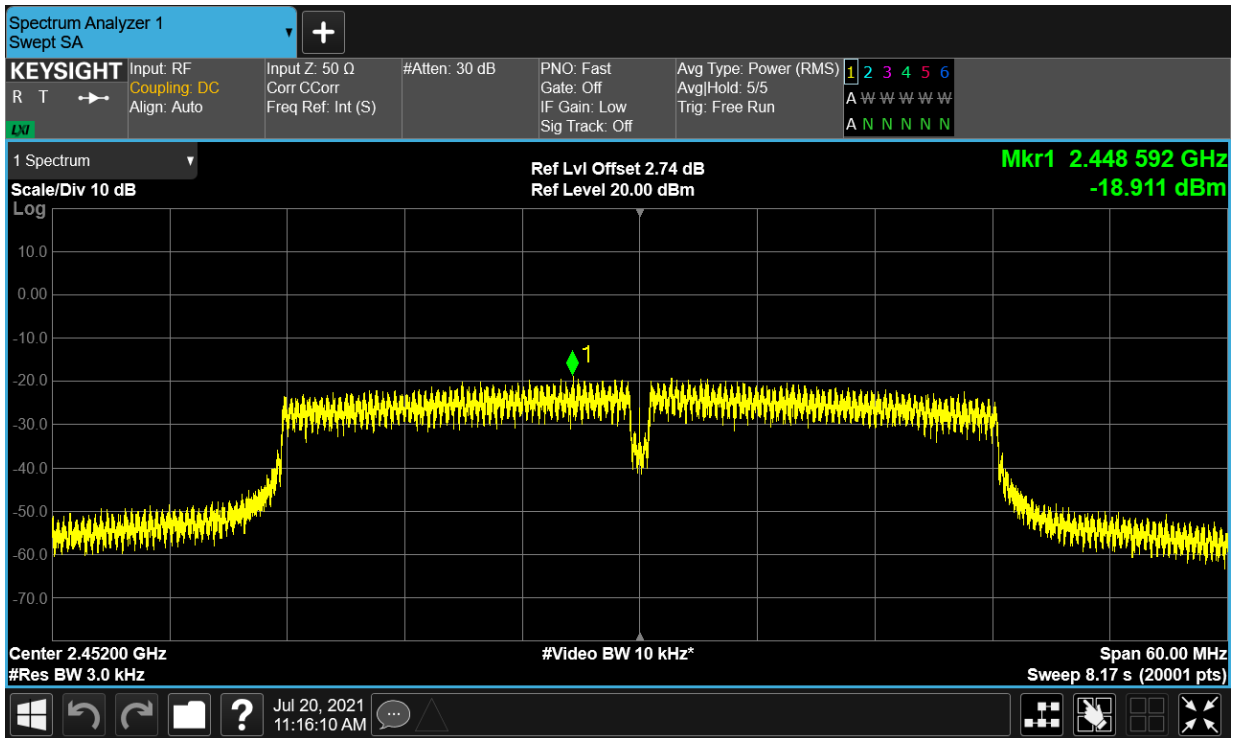 Spectrum Analyzer 1
Swept SA
KEYSIGHT
R T
LXI
Input: RF
Coupling: DC
Align: Auto
Input Z: 50 Ω
Corr CCorr
Freq Ref: Int (S)
#Atten: 30 dB
PNO: Fast
Gate: Off
IF Gain: Low
Sig Track: Off
Avg Type: Power (RMS)
Avg|Hold: 5/5
Trig: Free Run
1 2 3 4 5 6
A W W W W W
A N N N N N
1 Spectrum
Scale/Div 10 dB
Log
Ref Lvl Offset 2.74 dB
Ref Level 20.00 dBm
Mkr1 2.448 592 GHz
-18.911 dBm
10.0
0.00
-10.0
1
-20.0
-30.0
-40.0
-50.0
-60.0
-70.0
Center 2.45200 GHz
#Res BW 3.0 kHz
#Video BW 10 kHz*
Span 60.00 MHz
Sweep 8.17 s (20001 pts)
?
Jul 20, 2021
11:16:10 AM